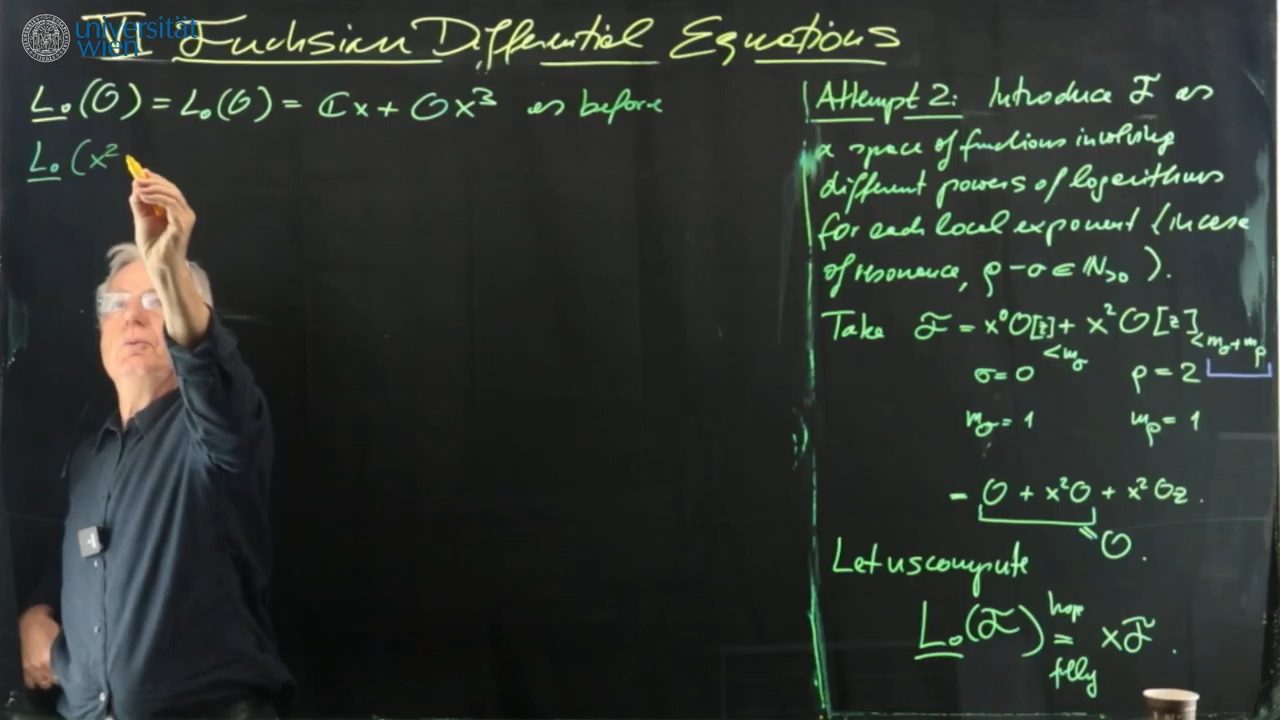 universität
wien
VI Fuchsian Differential Equations
L₀(O) = L₀(O) = ℂx + Ox³ as before
L₀(x²
Attempt 2: Introduce F as
a space of functions involving
different powers of logarithms
for each local exponent (in case
of resonance, ρ-σ ∈ ℕ>0).
Take F = x⁰O[z]<m_σ + x²O[z]<m_σ+m_ρ
σ=0 ρ=2
m_σ=1 m_ρ=1
- O + x²O + x²Oz.
= O.
Let us compute
L₀(F) = xF.
hope
fully